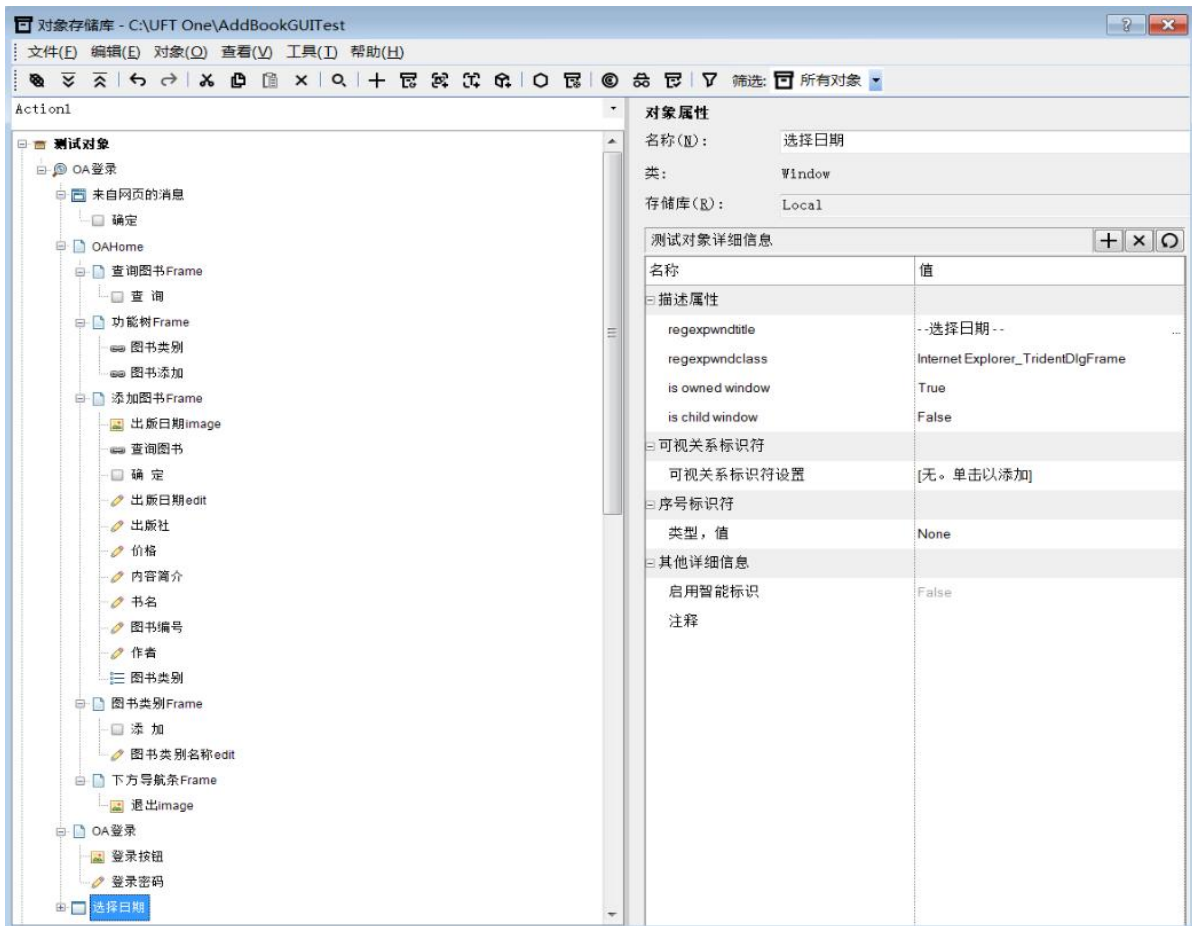 对象存储库 - C:\UFT One\AddBookGUITest
文件(F) 编辑(E) 对象(O) 查看(V) 工具(T) 帮助(H)
筛选: 所有对象
Action1
测试对象
OA登录
来自网页的消息
确定
OAHome
查询图书Frame
查 询
功能树Frame
图书类别
图书添加
添加图书Frame
出版日期image
查询图书
确 定
出版日期edit
出版社
价格
内容简介
书名
图书编号
作者
图书类别
图书类别Frame
添 加
图书类别名称edit
下方导航条Frame
退出image
OA登录
登录按钮
登录密码
选择日期
对象属性
名称(N): 选择日期
类: Window
存储库(R): Local
测试对象详细信息
名称 值
描述属性
regexpwndtitle --选择日期-- ...
regexpwndclass Internet Explorer_TridentDlgFrame
is owned window True
is child window False
可视关系标识符
可视关系标识符设置 [无。单击以添加]
序号标识符
类型，值 None
其他详细信息
启用智能标识 False
注释